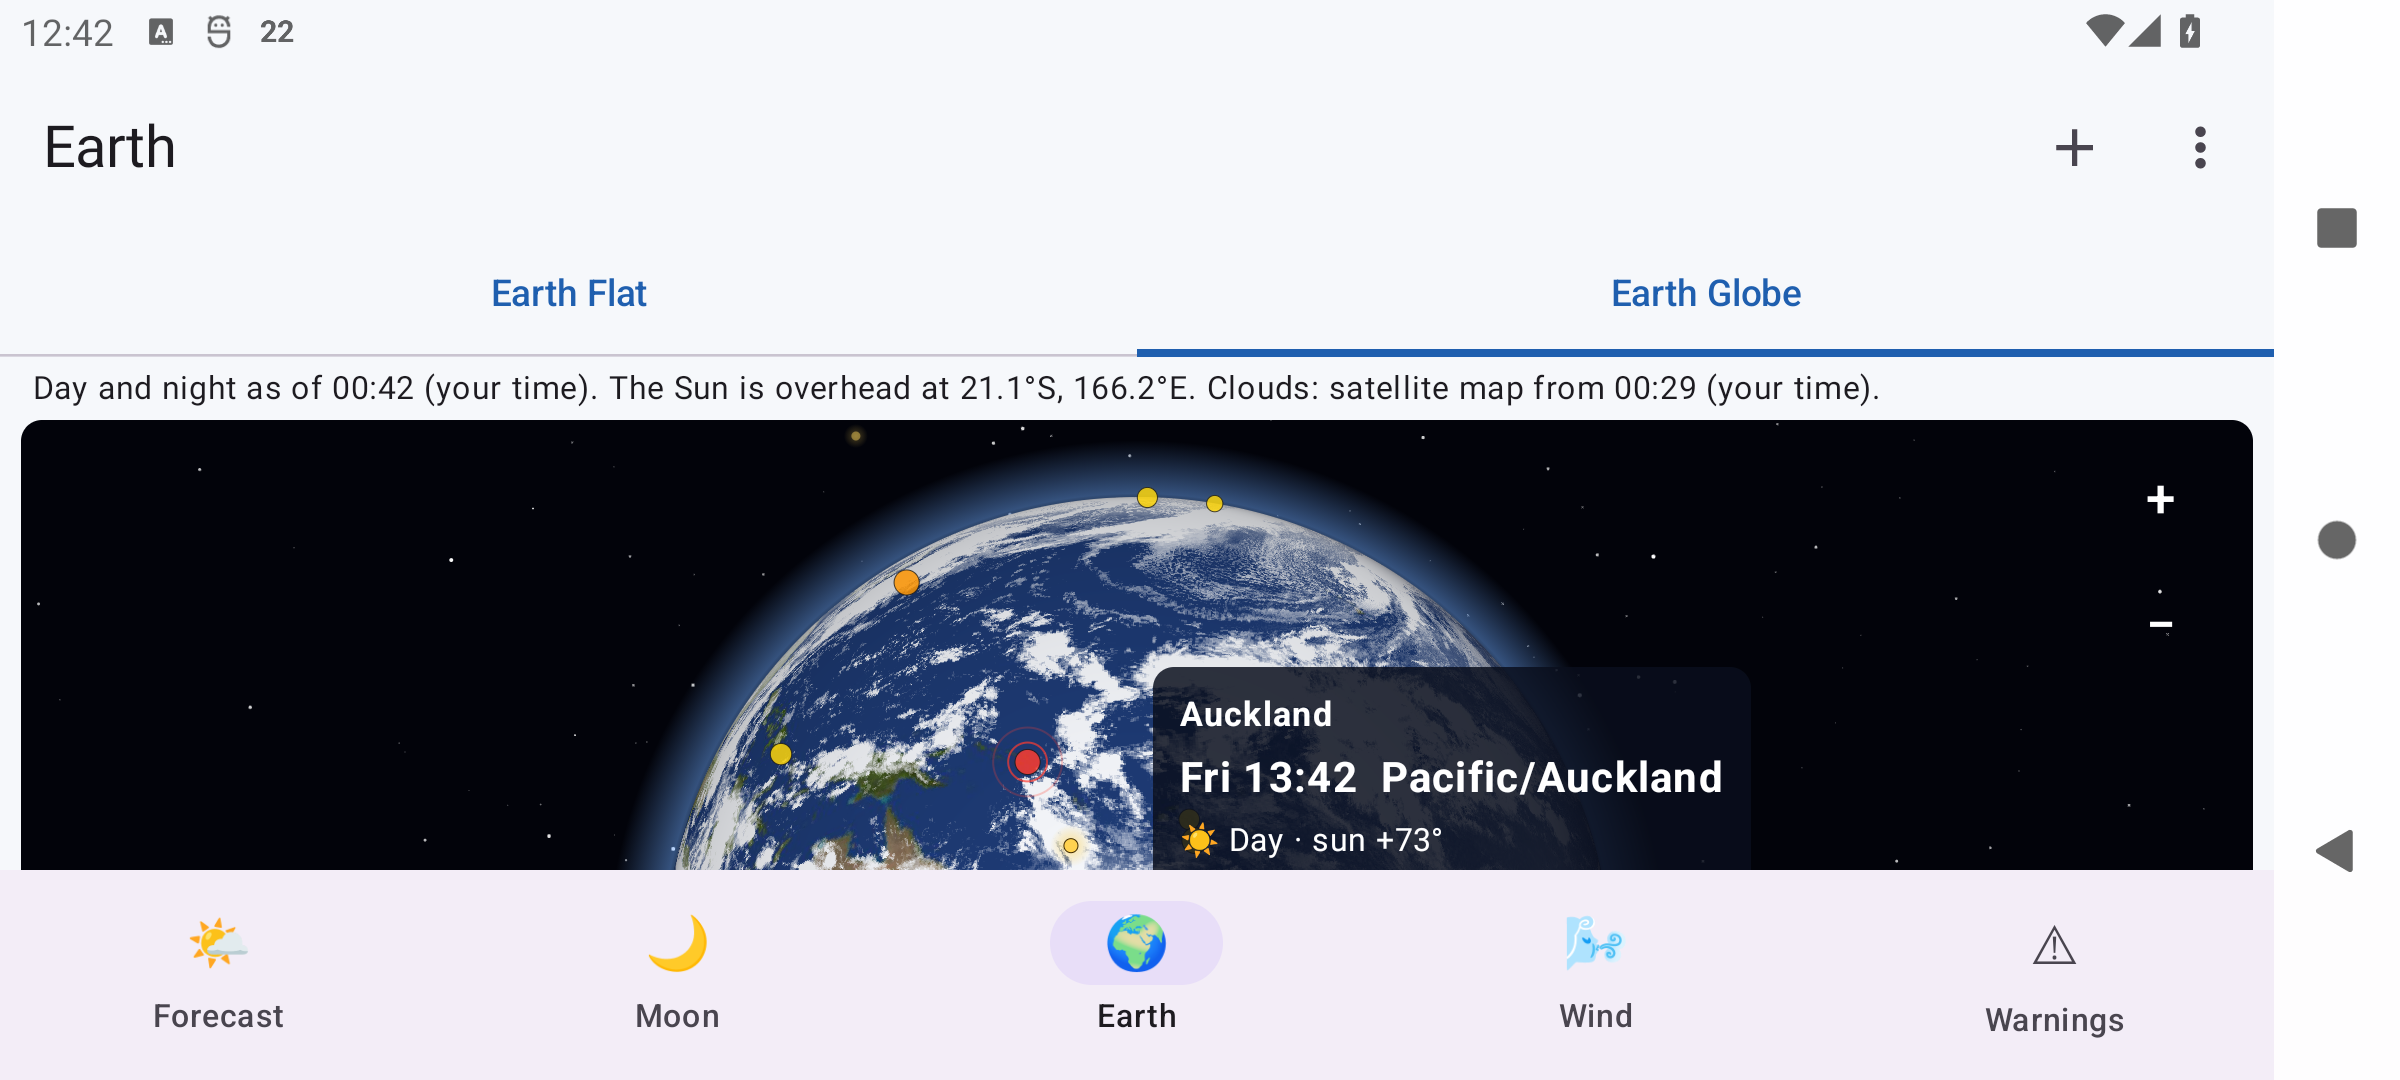 12:42 A 22
Earth
Earth Flat
Earth Globe
Day and night as of 00:42 (your time). The Sun is overhead at 21.1°S, 166.2°E. Clouds: satellite map from 00:29 (your time).
+
−
Auckland
Fri 13:42 Pacific/Auckland
Day · sun +73°
Forecast
Moon
Earth
Wind
Warnings